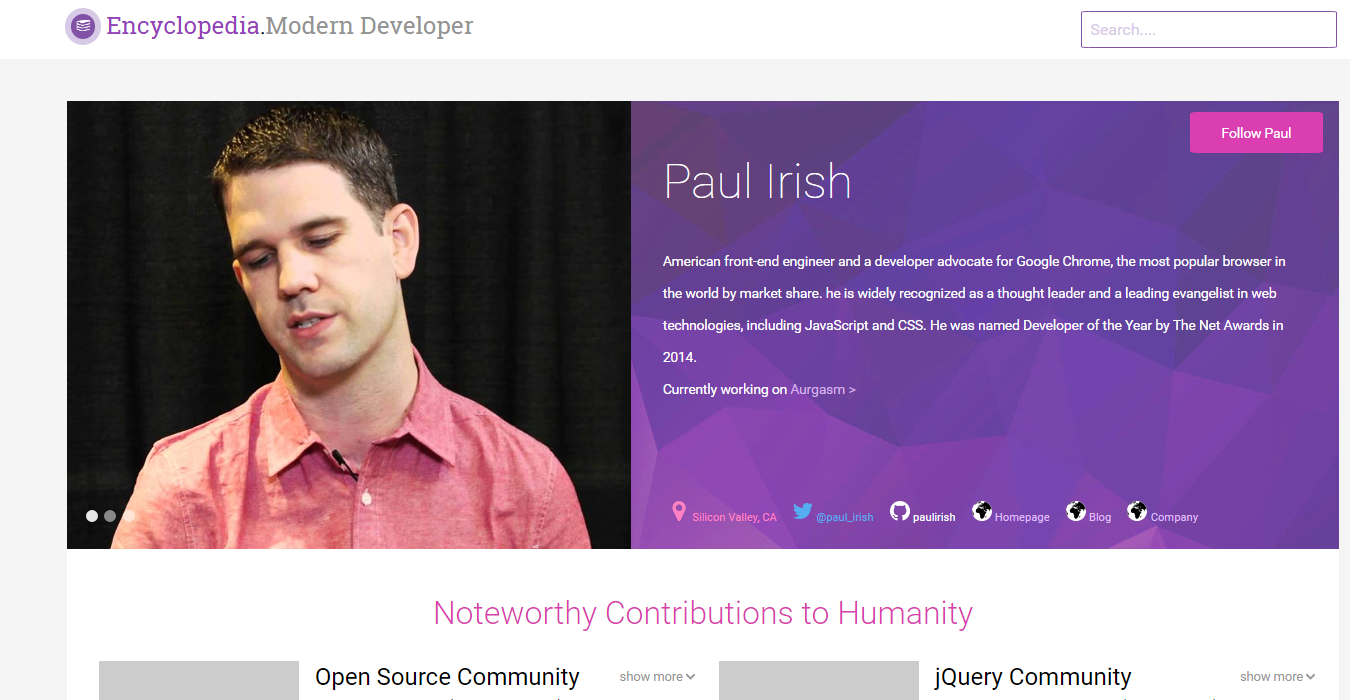 Encyclopedia.Modern Developer
Search....
Follow Paul
Paul Irish
American front-end engineer and a developer advocate for Google Chrome, the most popular browser in
the world by market share. he is widely recognized as a thought leader and a leading evangelist in web
technologies, including JavaScript and CSS. He was named Developer of the Year by The Net Awards in
2014.
Currently working on Aurgasm >
Silicon Valley, CA @paul_irish paulirish Homepage Blog Company
Noteworthy Contributions to Humanity
Open Source Community show more jQuery Community show more